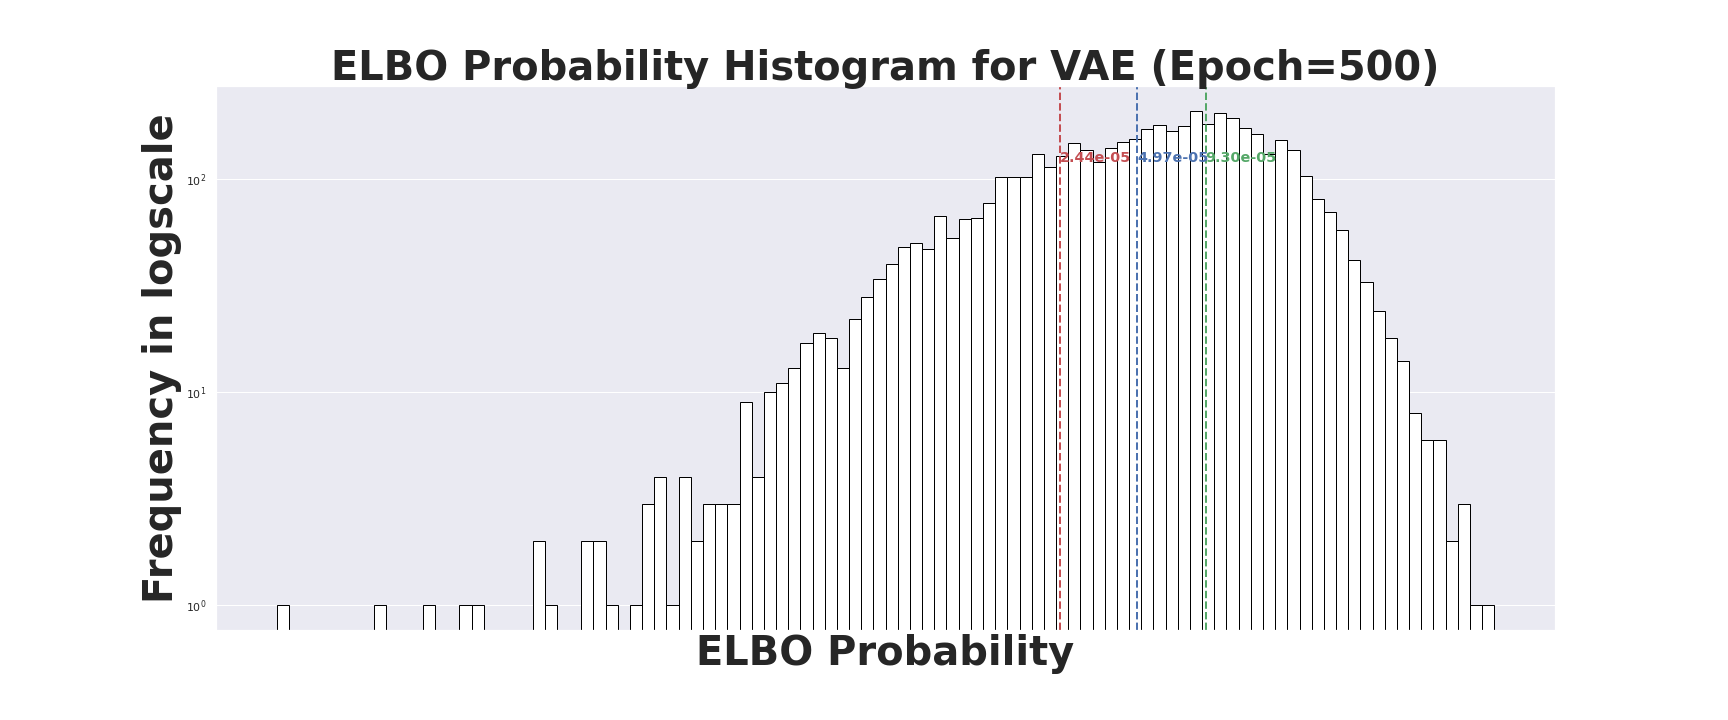 ELBO Probability Histogram for VAE (Epoch=500)
Frequency in logscale
10²
10¹
10⁰
2.44e-05
4.97e-05
9.30e-05
ELBO Probability